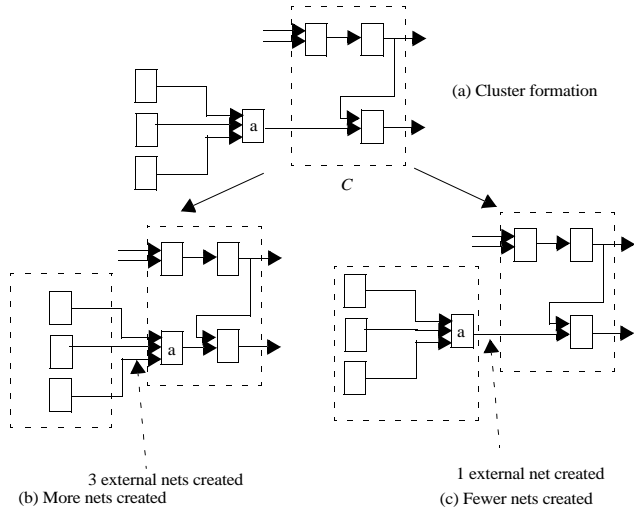 (a) Cluster formation
a
C
a
a
3 external nets created
(b) More nets created
1 external net created
(c) Fewer nets created